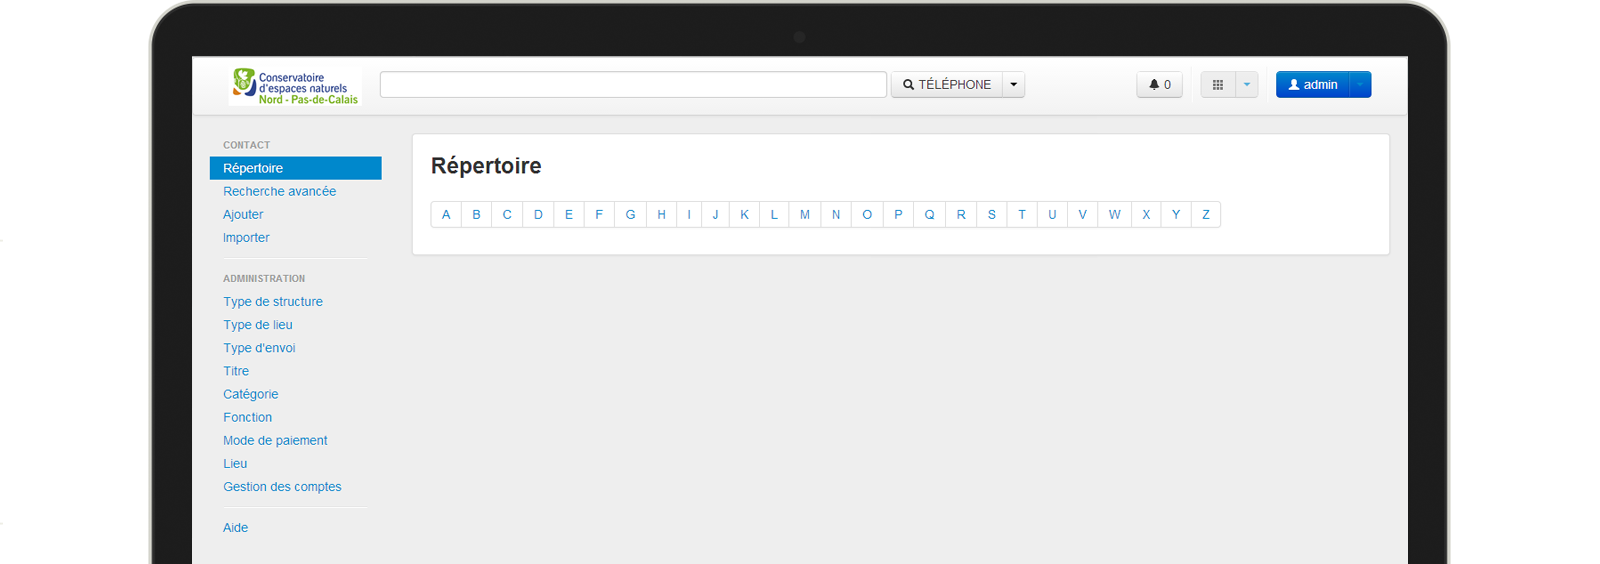 Conservatoire
d'espaces naturels
Nord - Pas-de-Calais
TÉLÉPHONE
0
admin
CONTACT
Répertoire
Recherche avancée
Ajouter
Importer
ADMINISTRATION
Type de structure
Type de lieu
Type d'envoi
Titre
Catégorie
Fonction
Mode de paiement
Lieu
Gestion des comptes
Aide
Répertoire
A B C D E F G H I J K L M N O P Q R S T U V W X Y Z